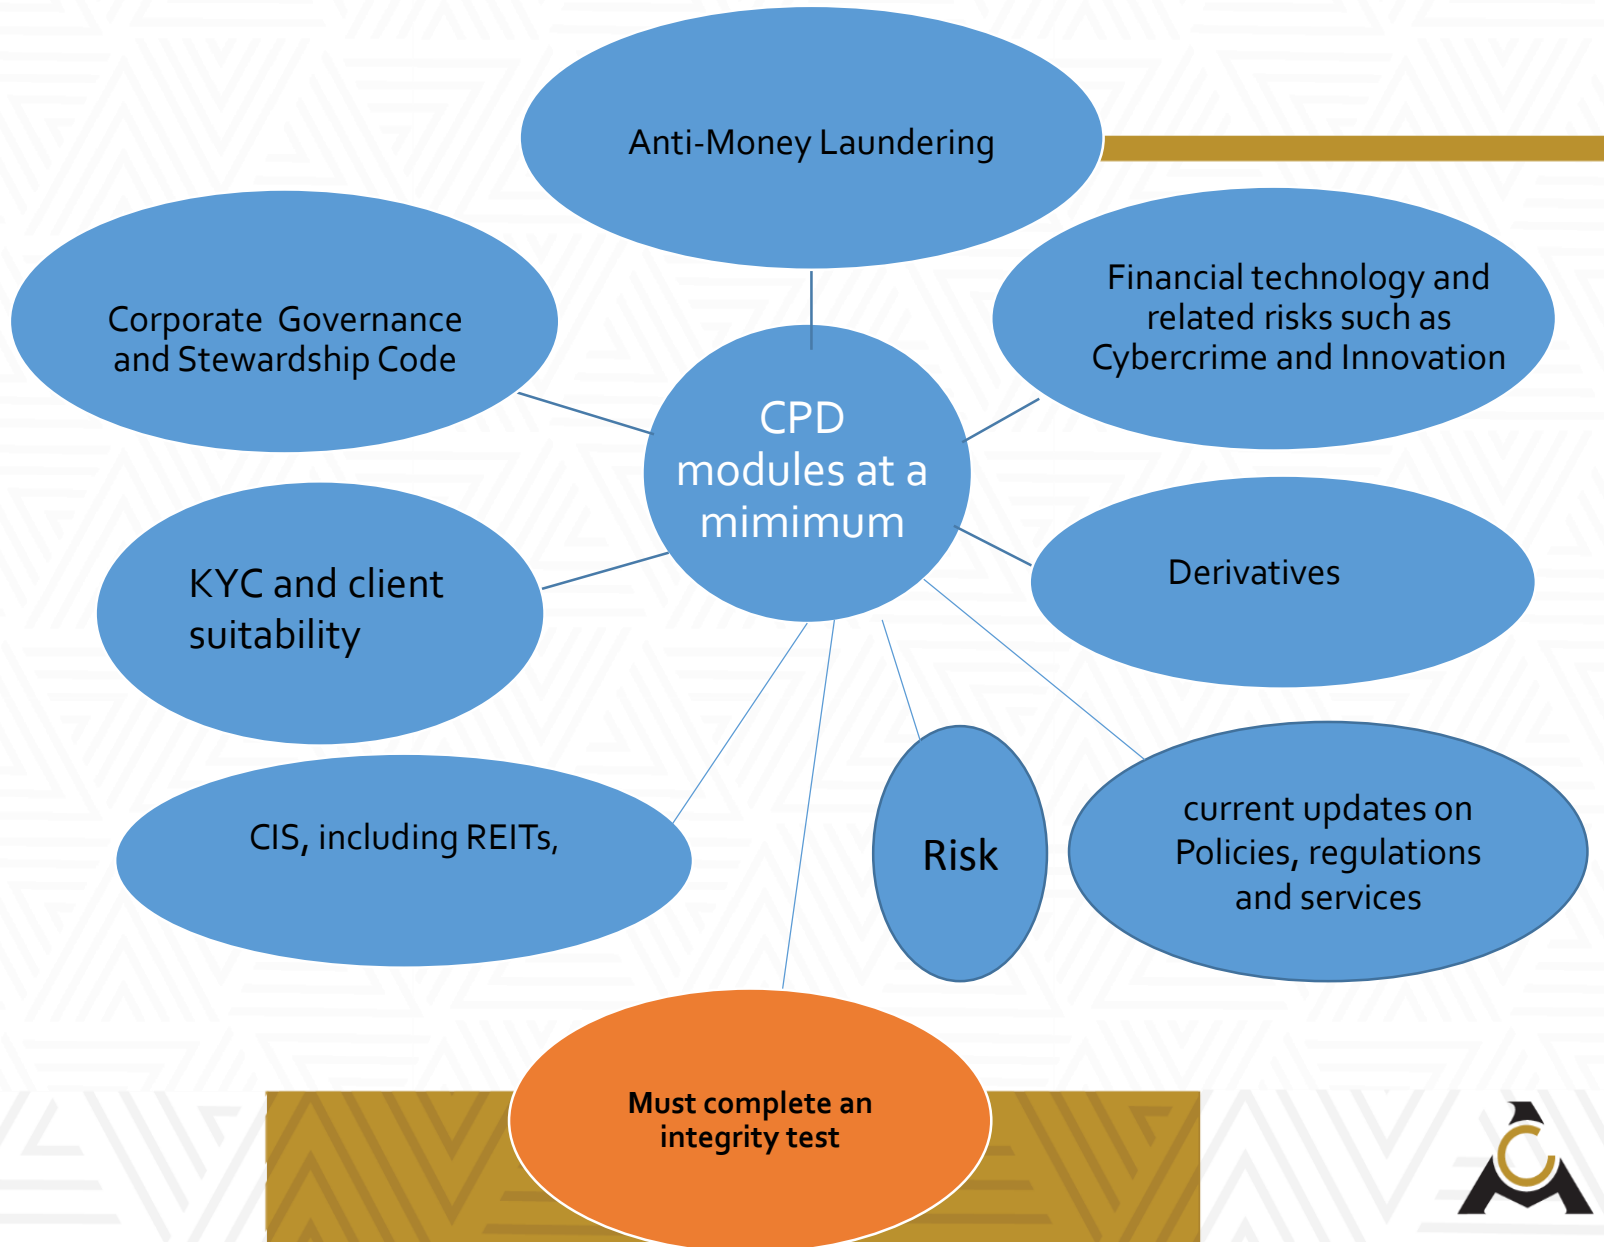 Anti-Money Laundering
Corporate  Governance
and Stewardship Code
Financial technology and
related risks such as
Cybercrime and Innovation
CPD
modules at a
mimimum
KYC and client
suitability
Derivatives
CIS, including REITs,
Risk
current updates on
Policies, regulations
and services
Must complete an
integrity test